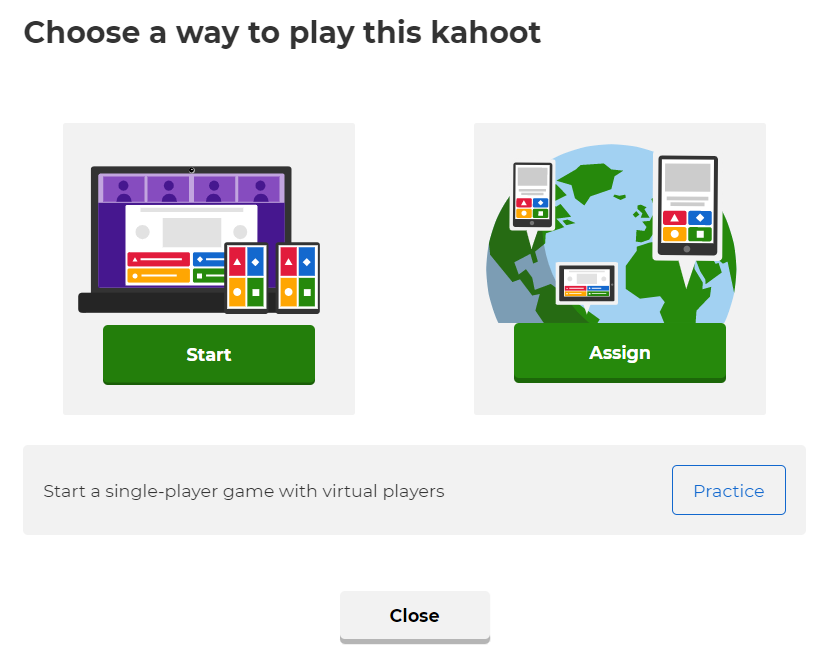 Choose a way to play this kahoot
Start
Assign
Start a single-player game with virtual players
Practice
Close